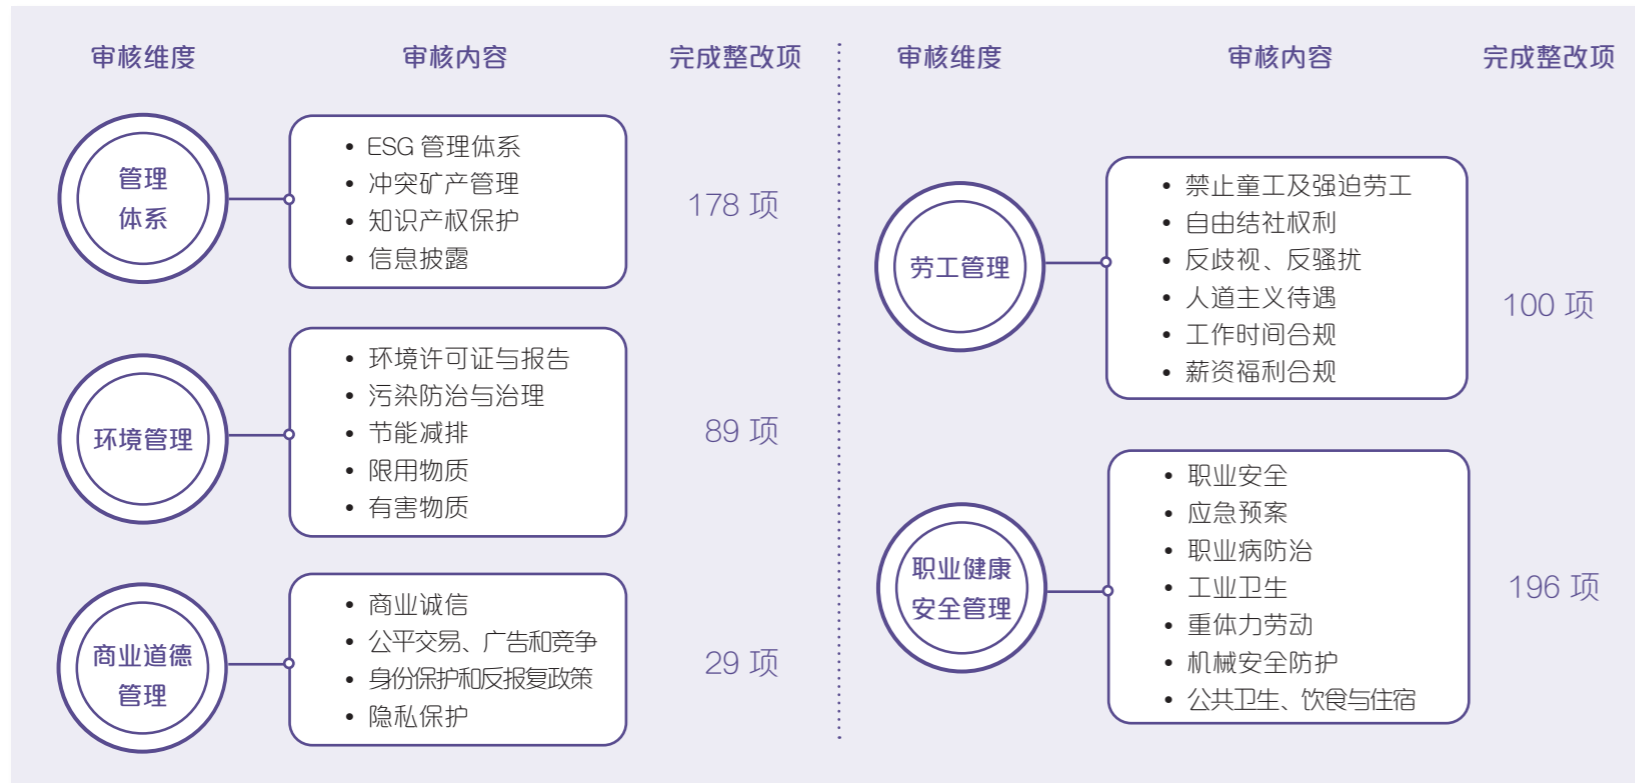 审核维度 审核内容 完成整改项
管理
体系
• ESG 管理体系
• 冲突矿产管理
• 知识产权保护
• 信息披露
178 项
环境管理
• 环境许可证与报告
• 污染防治与治理
• 节能减排
• 限用物质
• 有害物质
89 项
商业道德
管理
• 商业诚信
• 公平交易、广告和竞争
• 身份保护和反报复政策
• 隐私保护
29 项
审核维度 审核内容 完成整改项
劳工管理
• 禁止童工及强迫劳工
• 自由结社权利
• 反歧视、反骚扰
• 人道主义待遇
• 工作时间合规
• 薪资福利合规
100 项
职业健康
安全管理
• 职业安全
• 应急预案
• 职业病防治
• 工业卫生
• 重体力劳动
• 机械安全防护
• 公共卫生、饮食与住宿
196 项